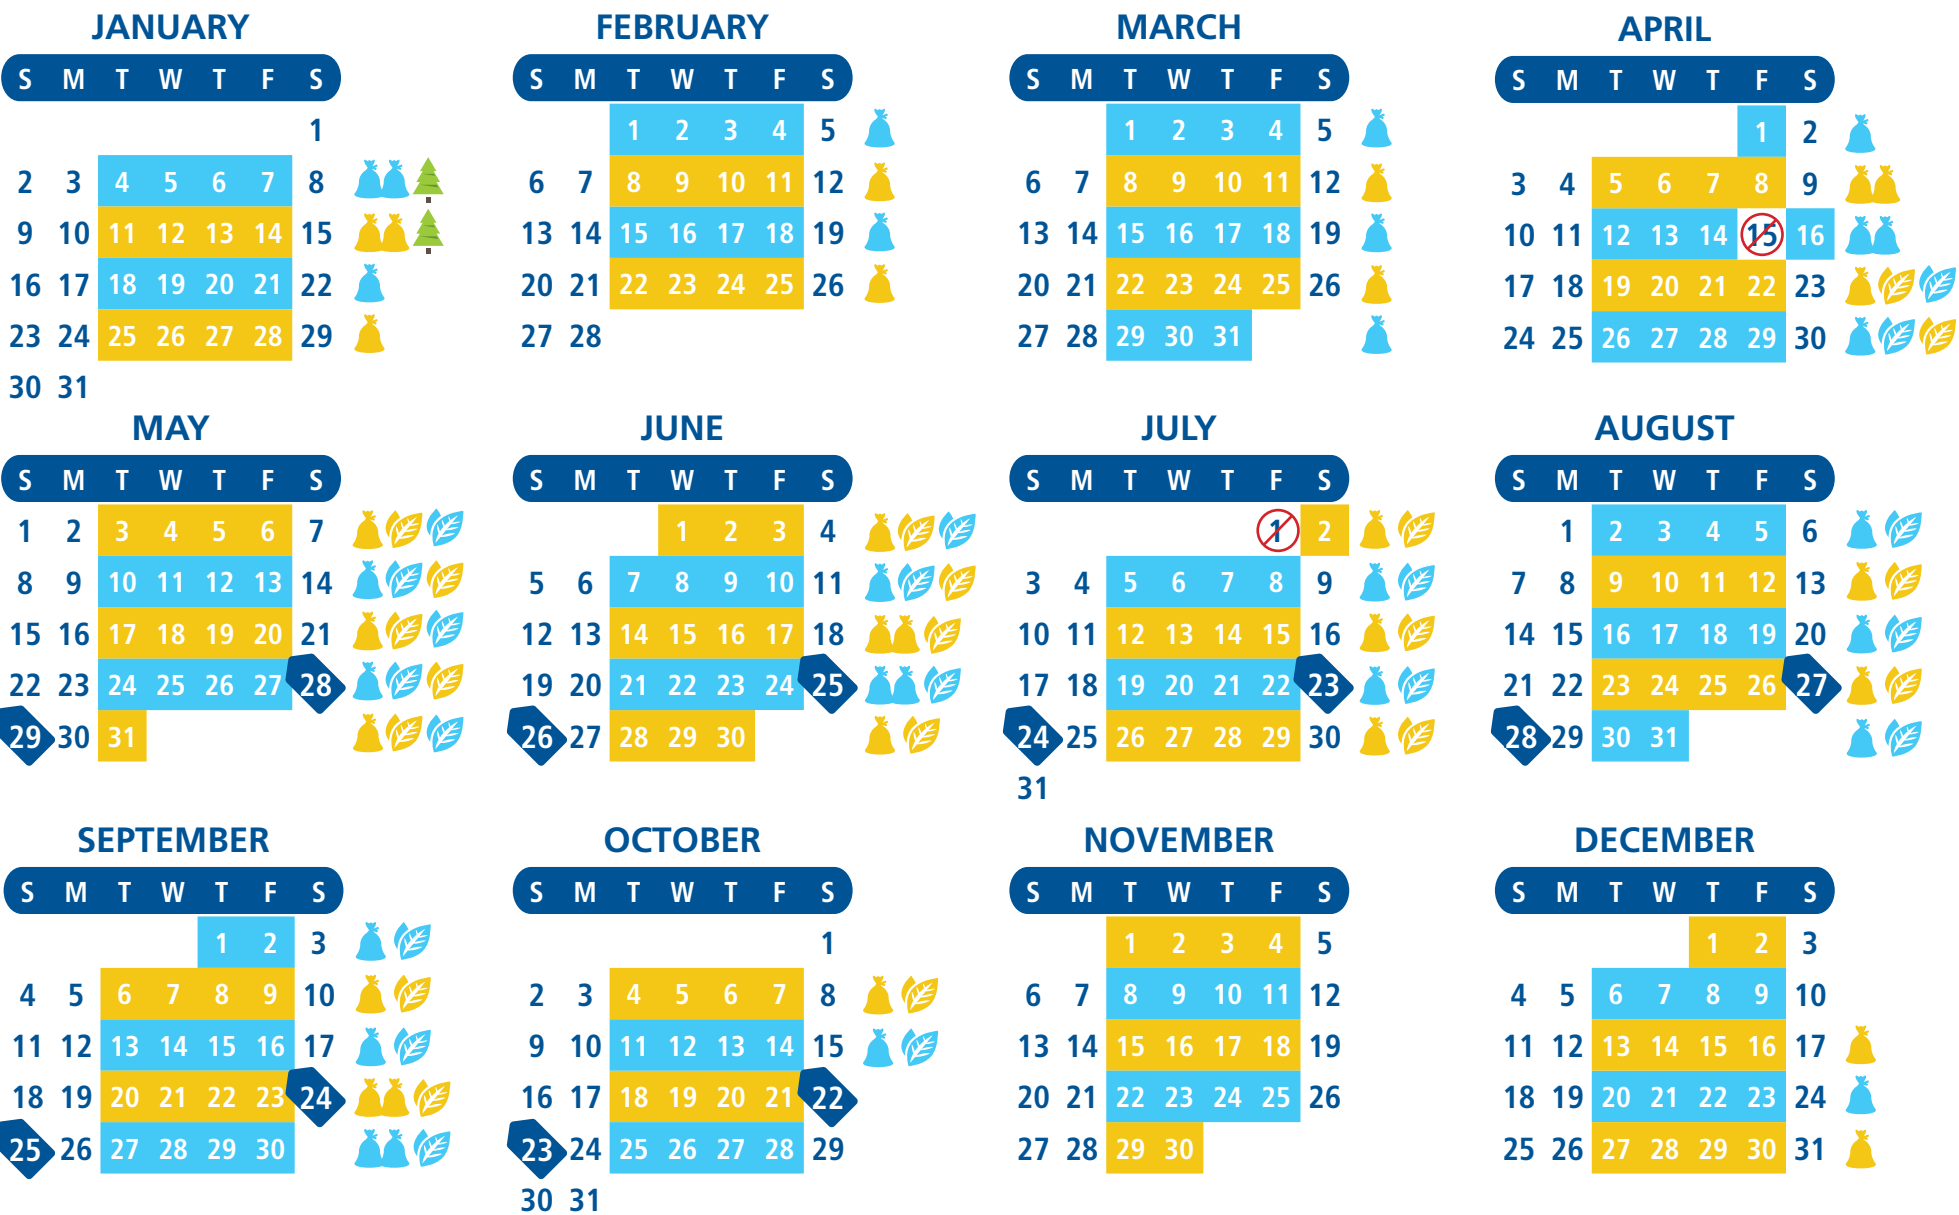 JANUARY
S M T W T F S
1
2 3 4 5 6 7 8
9 10 11 12 13 14 15
16 17 18 19 20 21 22
23 24 25 26 27 28 29
30 31
FEBRUARY
S M T W T F S
1 2 3 4 5
6 7 8 9 10 11 12
13 14 15 16 17 18 19
20 21 22 23 24 25 26
27 28
MARCH
S M T W T F S
1 2 3 4 5
6 7 8 9 10 11 12
13 14 15 16 17 18 19
20 21 22 23 24 25 26
27 28 29 30 31
APRIL
S M T W T F S
1 2
3 4 5 6 7 8 9
10 11 12 13 14 15 16
17 18 19 20 21 22 23
24 25 26 27 28 29 30
MAY
S M T W T F S
1 2 3 4 5 6 7
8 9 10 11 12 13 14
15 16 17 18 19 20 21
22 23 24 25 26 27 28
29 30 31
JUNE
S M T W T F S
1 2 3 4
5 6 7 8 9 10 11
12 13 14 15 16 17 18
19 20 21 22 23 24 25
26 27 28 29 30
JULY
S M T W T F S
1 2
3 4 5 6 7 8 9
10 11 12 13 14 15 16
17 18 19 20 21 22 23
24 25 26 27 28 29 30
31
AUGUST
S M T W T F S
1 2 3 4 5 6
7 8 9 10 11 12 13
14 15 16 17 18 19 20
21 22 23 24 25 26 27
28 29 30 31
SEPTEMBER
S M T W T F S
1 2 3
4 5 6 7 8 9 10
11 12 13 14 15 16 17
18 19 20 21 22 23 24
25 26 27 28 29 30
OCTOBER
S M T W T F S
1
2 3 4 5 6 7 8
9 10 11 12 13 14 15
16 17 18 19 20 21 22
23 24 25 26 27 28 29
30 31
NOVEMBER
S M T W T F S
1 2 3 4 5
6 7 8 9 10 11 12
13 14 15 16 17 18 19
20 21 22 23 24 25 26
27 28 29 30
DECEMBER
S M T W T F S
1 2 3
4 5 6 7 8 9 10
11 12 13 14 15 16 17
18 19 20 21 22 23 24
25 26 27 28 29 30 31